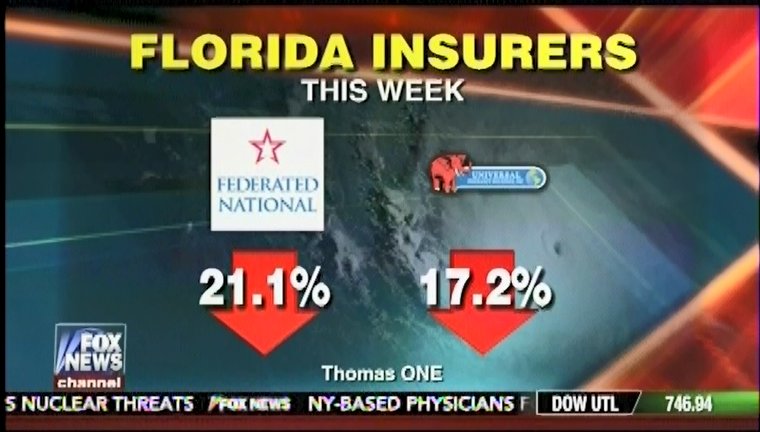 FLORIDA INSURERS
THIS WEEK
FEDERATED
NATIONAL
UNIVERSAL
21.1%
17.2%
FOX
NEWS
channel
Thomas ONE
S NUCLEAR THREATS FOX NEWS NY-BASED PHYSICIANS F DOW UTL 746.94